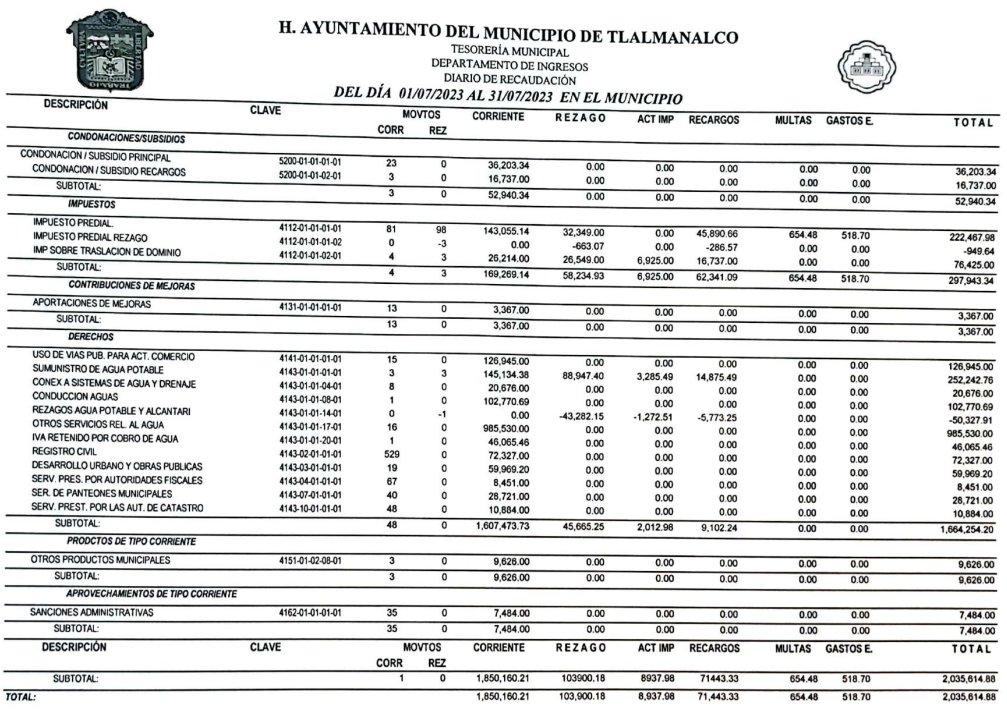 H. AYUNTAMIENTO DEL MUNICIPIO DE TLALMANALCO
TESORERÍA MUNICIPAL
DEPARTAMENTO DE INGRESOS
DIARIO DE RECAUDACIÓN
DEL DÍA 01/07/2023 AL 31/07/2023 EN EL MUNICIPIO
DESCRIPCIÓN CLAVE MOVTOS CORRIENTE REZAGO ACT IMP RECARGOS MULTAS GASTOS E. TOTAL
CORR REZ
CONDONACIONES/SUBSIDIOS
CONDONACION / SUBSIDIO PRINCIPAL 5200-01-01-01-01 23 0 36,203.34 0.00 0.00 0.00 0.00 0.00 36,203.34
CONDONACION / SUBSIDIO RECARGOS 5200-01-01-02-01 3 0 16,737.00 0.00 0.00 0.00 0.00 0.00 16,737.00
SUBTOTAL: 3 0 52,940.34 0.00 0.00 0.00 0.00 0.00 52,940.34
IMPUESTOS
IMPUESTO PREDIAL. 4112-01-01-01-01 81 98 143,055.14 32,349.00 0.00 45,890.66 654.48 518.70 222,467.98
IMPUESTO PREDIAL REZAGO 4112-01-01-01-02 0 -3 0.00 -663.07 0.00 -286.57 0.00 0.00 -949.64
IMP SOBRE TRASLACION DE DOMINIO 4112-01-01-02-01 4 3 26,214.00 26,549.00 6,925.00 16,737.00 0.00 0.00 76,425.00
SUBTOTAL: 4 3 169,269.14 58,234.93 6,925.00 62,341.09 654.48 518.70 297,943.34
CONTRIBUCIONES DE MEJORAS
APORTACIONES DE MEJORAS 4131-01-01-01-01 13 0 3,367.00 0.00 0.00 0.00 0.00 0.00 3,367.00
SUBTOTAL: 13 0 3,367.00 0.00 0.00 0.00 0.00 0.00 3,367.00
DERECHOS
USO DE VIAS PUB. PARA ACT. COMERCIO 4141-01-01-01-01 15 0 126,945.00 0.00 0.00 0.00 0.00 0.00 126,945.00
SUMUNISTRO DE AGUA POTABLE 4143-01-01-01-01 3 3 145,134.38 88,947.40 3,285.49 14,875.49 0.00 0.00 252,242.76
CONEX A SISTEMAS DE AGUA Y DRENAJE 4143-01-01-04-01 8 0 20,676.00 0.00 0.00 0.00 0.00 0.00 20,676.00
CONDUCCION AGUAS 4143-01-01-08-01 1 0 102,770.69 0.00 0.00 0.00 0.00 0.00 102,770.69
REZAGOS AGUA POTABLE Y ALCANTARI 4143-01-01-14-01 0 -1 0.00 -43,282.15 -1,272.51 -5,773.25 0.00 0.00 -50,327.91
OTROS SERVICIOS REL. AL AGUA 4143-01-01-17-01 16 0 985,530.00 0.00 0.00 0.00 0.00 0.00 985,530.00
IVA RETENIDO POR COBRO DE AGUA 4143-01-01-20-01 1 0 46,065.46 0.00 0.00 0.00 0.00 0.00 46,065.46
REGISTRO CIVIL 4143-02-01-01-01 529 0 72,327.00 0.00 0.00 0.00 0.00 0.00 72,327.00
DESARROLLO URBANO Y OBRAS PUBLICAS 4143-03-01-01-01 19 0 59,969.20 0.00 0.00 0.00 0.00 0.00 59,969.20
SERV. PRES. POR AUTORIDADES FISCALES 4143-04-01-01-01 67 0 8,451.00 0.00 0.00 0.00 0.00 0.00 8,451.00
SER. DE PANTEONES MUNICIPALES 4143-07-01-01-01 40 0 28,721.00 0.00 0.00 0.00 0.00 0.00 28,721.00
SERV. PREST. POR LAS AUT. DE CATASTRO 4143-10-01-01-01 48 0 10,884.00 0.00 0.00 0.00 0.00 0.00 10,884.00
SUBTOTAL: 48 0 1,607,473.73 45,665.25 2,012.98 9,102.24 0.00 0.00 1,664,254.20
PRODCTOS DE TIPO CORRIENTE
OTROS PRODUCTOS MUNICIPALES 4151-01-02-08-01 3 0 9,626.00 0.00 0.00 0.00 0.00 0.00 9,626.00
SUBTOTAL: 3 0 9,626.00 0.00 0.00 0.00 0.00 0.00 9,626.00
APROVECHAMIENTOS DE TIPO CORRIENTE
SANCIONES ADMINISTRATIVAS 4162-01-01-01-01 35 0 7,484.00 0.00 0.00 0.00 0.00 0.00 7,484.00
SUBTOTAL: 35 0 7,484.00 0.00 0.00 0.00 0.00 0.00 7,484.00
DESCRIPCIÓN CLAVE MOVTOS CORRIENTE REZAGO ACT IMP RECARGOS MULTAS GASTOS E. TOTAL
CORR REZ
SUBTOTAL: 1 0 1,850,160.21 103900.18 8937.98 71443.33 654.48 518.70 2,035,614.88
TOTAL: 1,850,160.21 103,900.18 8,937.98 71,443.33 654.48 518.70 2,035,614.88